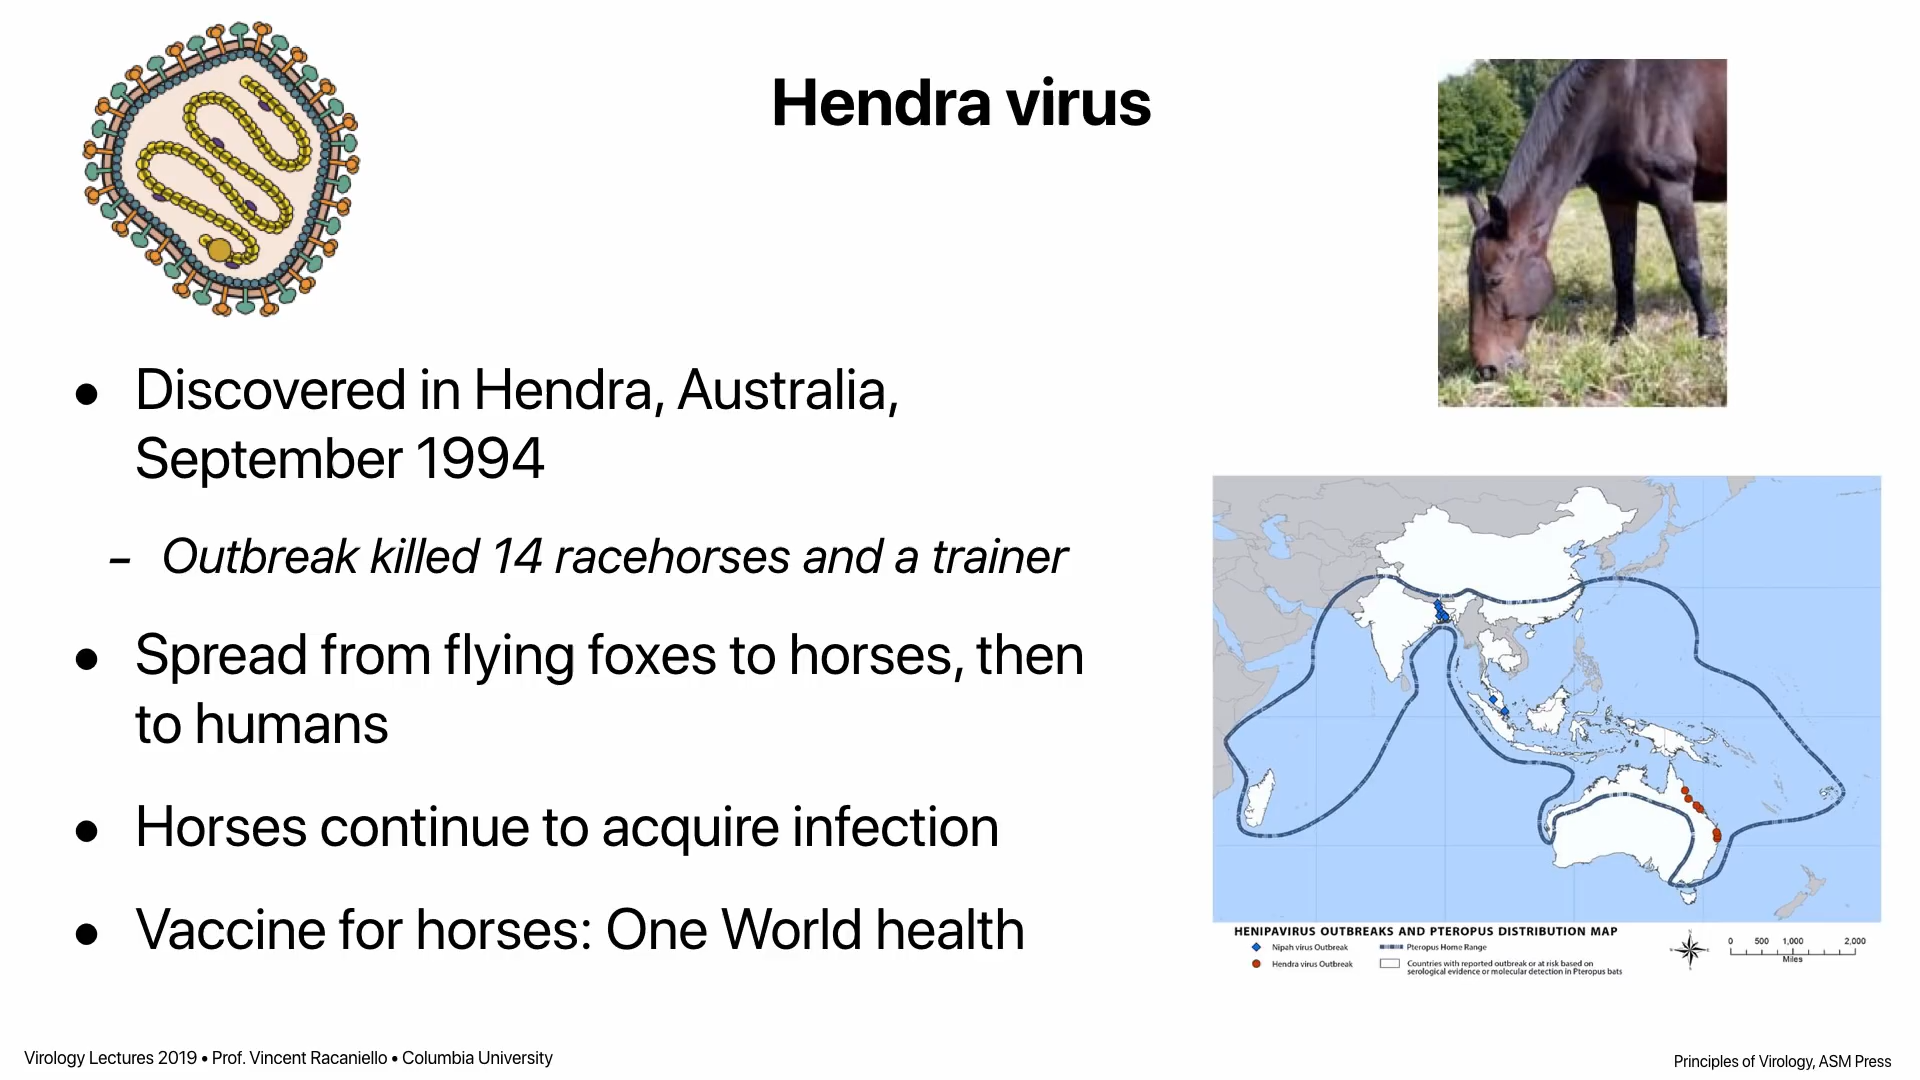 Hendra virus
● Discovered in Hendra, Australia,
September 1994
– Outbreak killed 14 racehorses and a trainer
● Spread from flying foxes to horses, then
to humans
● Horses continue to acquire infection
● Vaccine for horses: One World health
HENIPAVIRUS OUTBREAKS AND PTEROPUS DISTRIBUTION MAP
Nipah virus Outbreak
Hendra virus Outbreak
Pteropus Home Range
Countries with reported outbreak or at risk based on
serological evidence or molecular detection in Pteropus bats
0 500 1,000 2,000
Miles
Virology Lectures 2019 • Prof. Vincent Racaniello • Columbia University
Principles of Virology, ASM Press